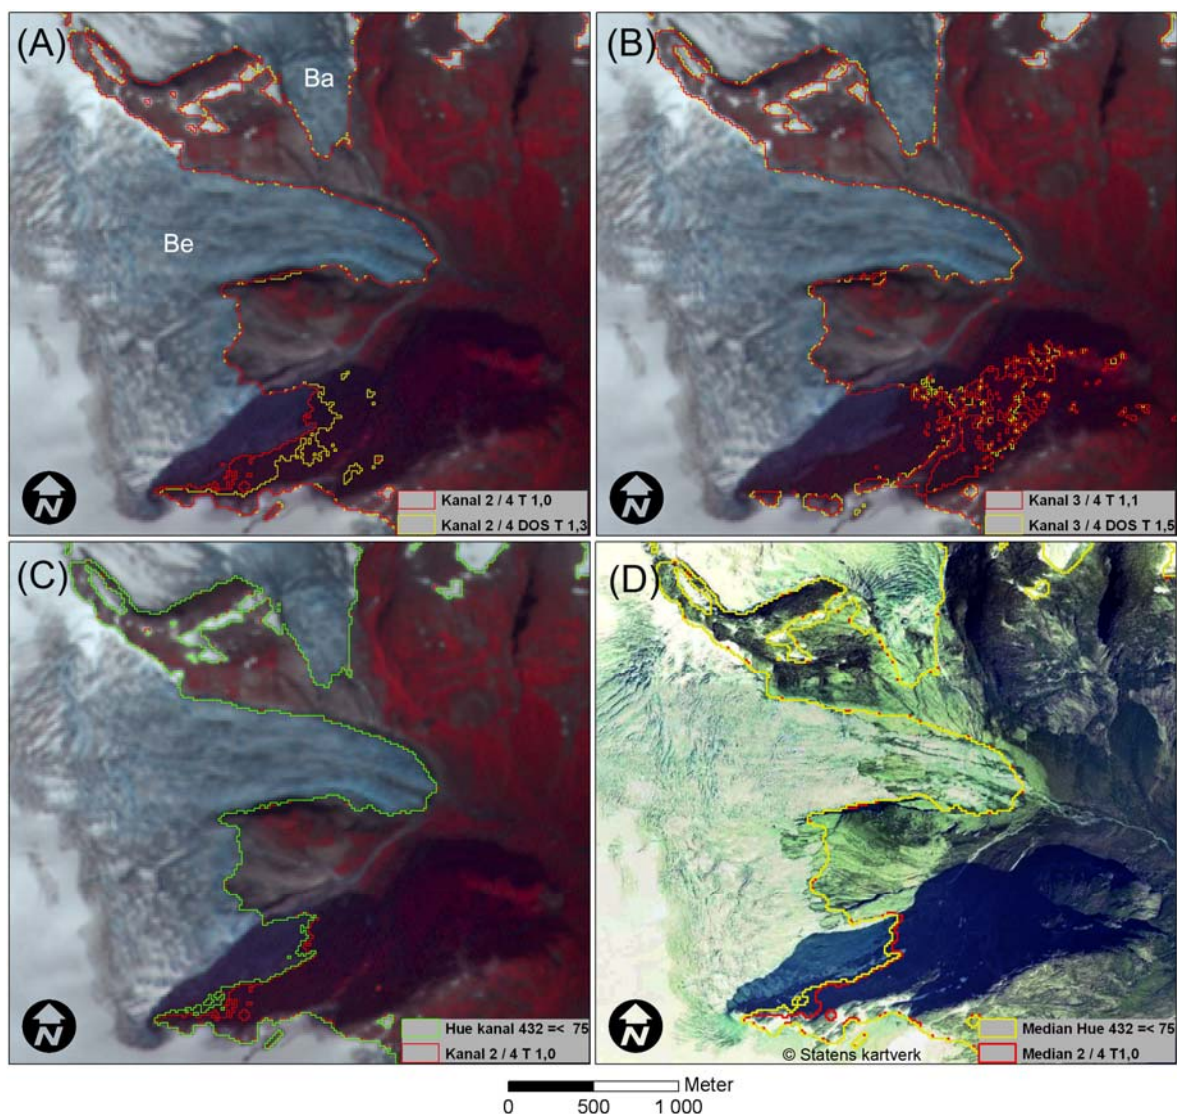 (A)
Ba
Be
N
Kanal 2 / 4 T 1,0
Kanal 2 / 4 DOS T 1,3
(B)
N
Kanal 3 / 4 T 1,1
Kanal 3 / 4 DOS T 1,5
(C)
N
Hue kanal 432 =< 75
Kanal 2 / 4 T 1,0
(D)
N
© Statens kartverk
Median Hue 432 =< 75
Median 2 / 4 T1,0
Meter
0 500 1 000